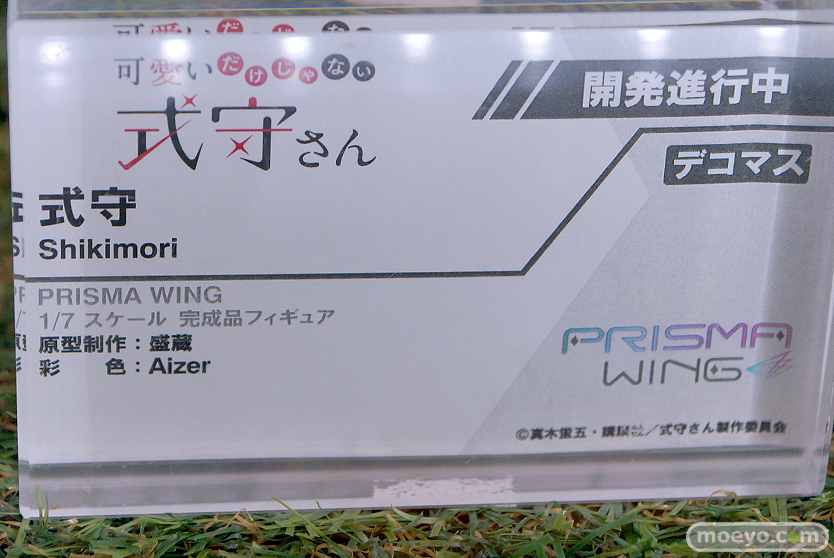 可愛いだけじゃない
式守さん
開発進行中
デコマス
式守
Shikimori
PRISMA WING
1/7 スケール 完成品フィギュア
原型制作：盛蔵
彩　色：Aizer
PRISMA WING
©真木蛍五・講談社／式守さん製作委員会
moeyo.com